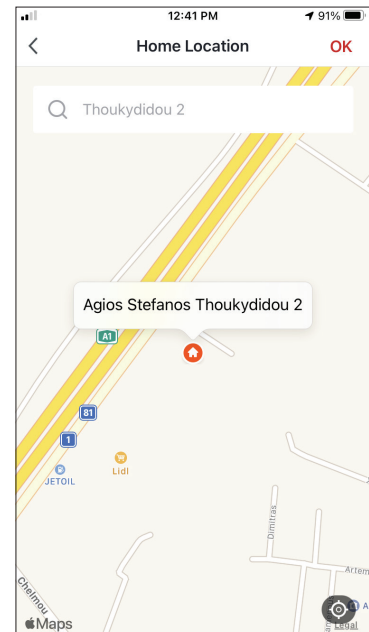 12:41 PM
91%
Home Location
OK
Thoukydidou 2
Agios Stefanos Thoukydidou 2
A1
81
1
Lidl
JETOIL
Dimitras
Artem
Chelmou
A
Maps
Legal